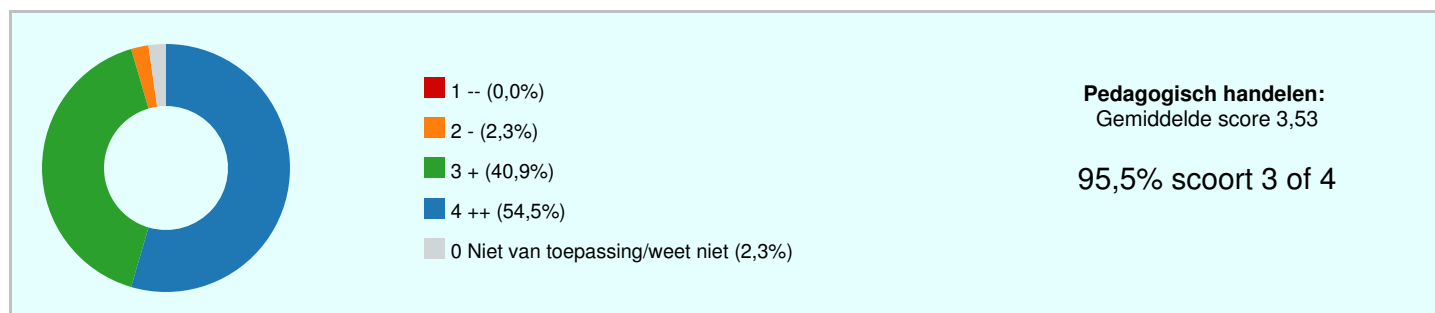 1 -- (0,0%)
2 - (2,3%)
3 + (40,9%)
4 ++ (54,5%)
0 Niet van toepassing/weet niet (2,3%)
Pedagogisch handelen:
Gemiddelde score 3,53
95,5% scoort 3 of 4